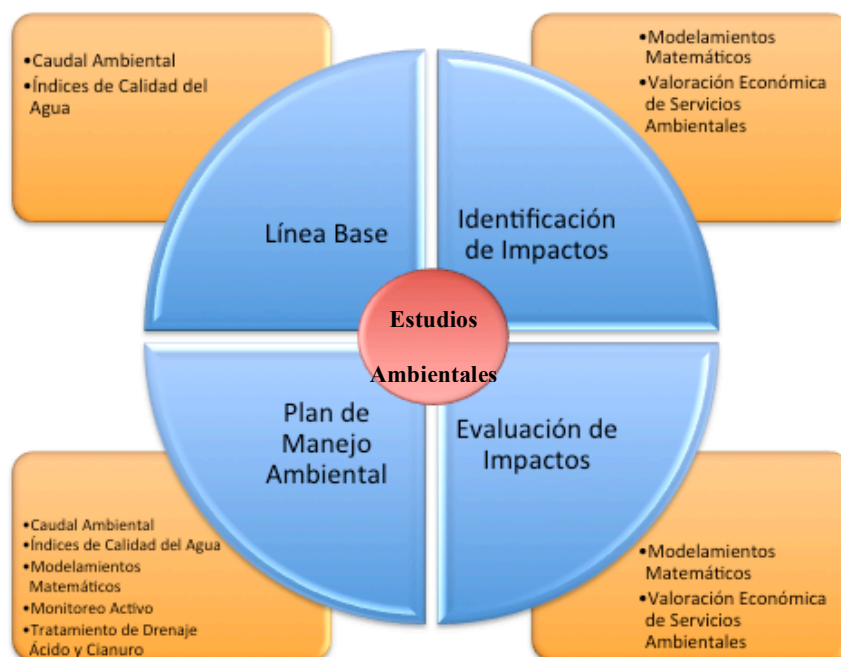 •Caudal Ambiental
•Índices de Calidad del
Agua
•Modelamientos
Matemáticos
•Valoración Económica
de Servicios
Ambientales
Línea Base
Identificación
de Impactos
Estudios
Ambientales
Plan de
Manejo
Ambiental
Evaluación de
Impactos
•Caudal Ambiental
•Índices de Calidad del Agua
•Modelamientos
Matemáticos
•Monitoreo Activo
•Tratamiento de Drenaje
Ácido y Cianuro
•Modelamientos
Matemáticos
•Valoración Económica
de Servicios
Ambientales